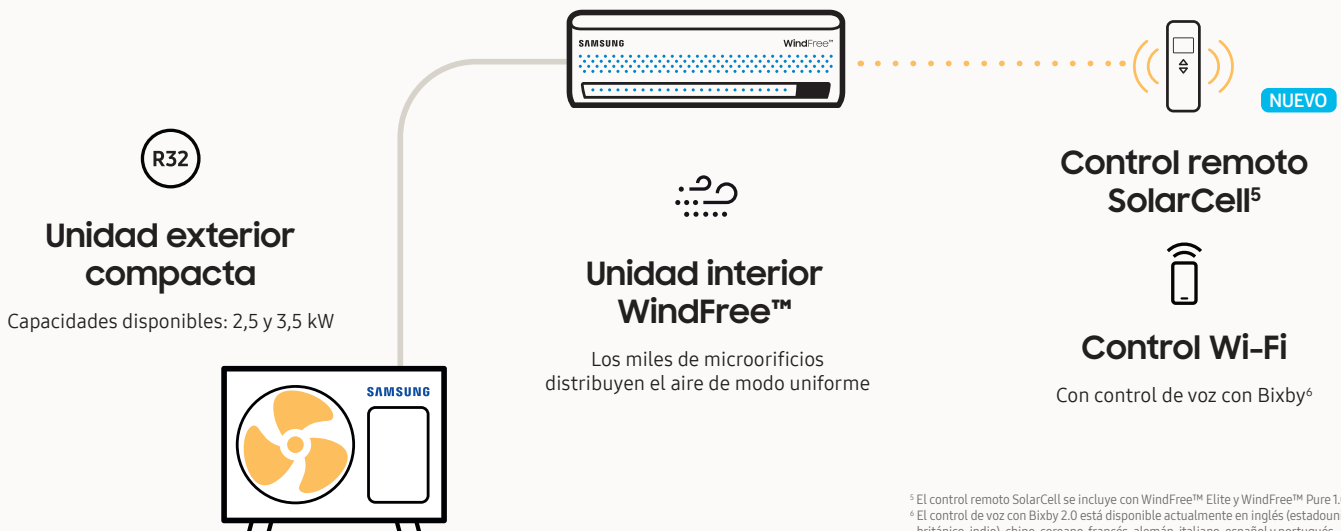 SAMSUNG
WindFree™
NUEVO
R32
Unidad exterior
compacta
Capacidades disponibles: 2,5 y 3,5 kW
SAMSUNG
Unidad interior
WindFree™
Los miles de microorificios
distribuyen el aire de modo uniforme
Control remoto
SolarCell⁵
Control Wi-Fi
Con control de voz con Bixby⁶
⁵ El control remoto SolarCell se incluye con WindFree™ Elite y WindFree™ Pure
⁶ El control de voz con Bixby 2.0 está disponible actualmente en inglés
británico, indio), chino, coreano, francés, alemán, italiano, español y portugués